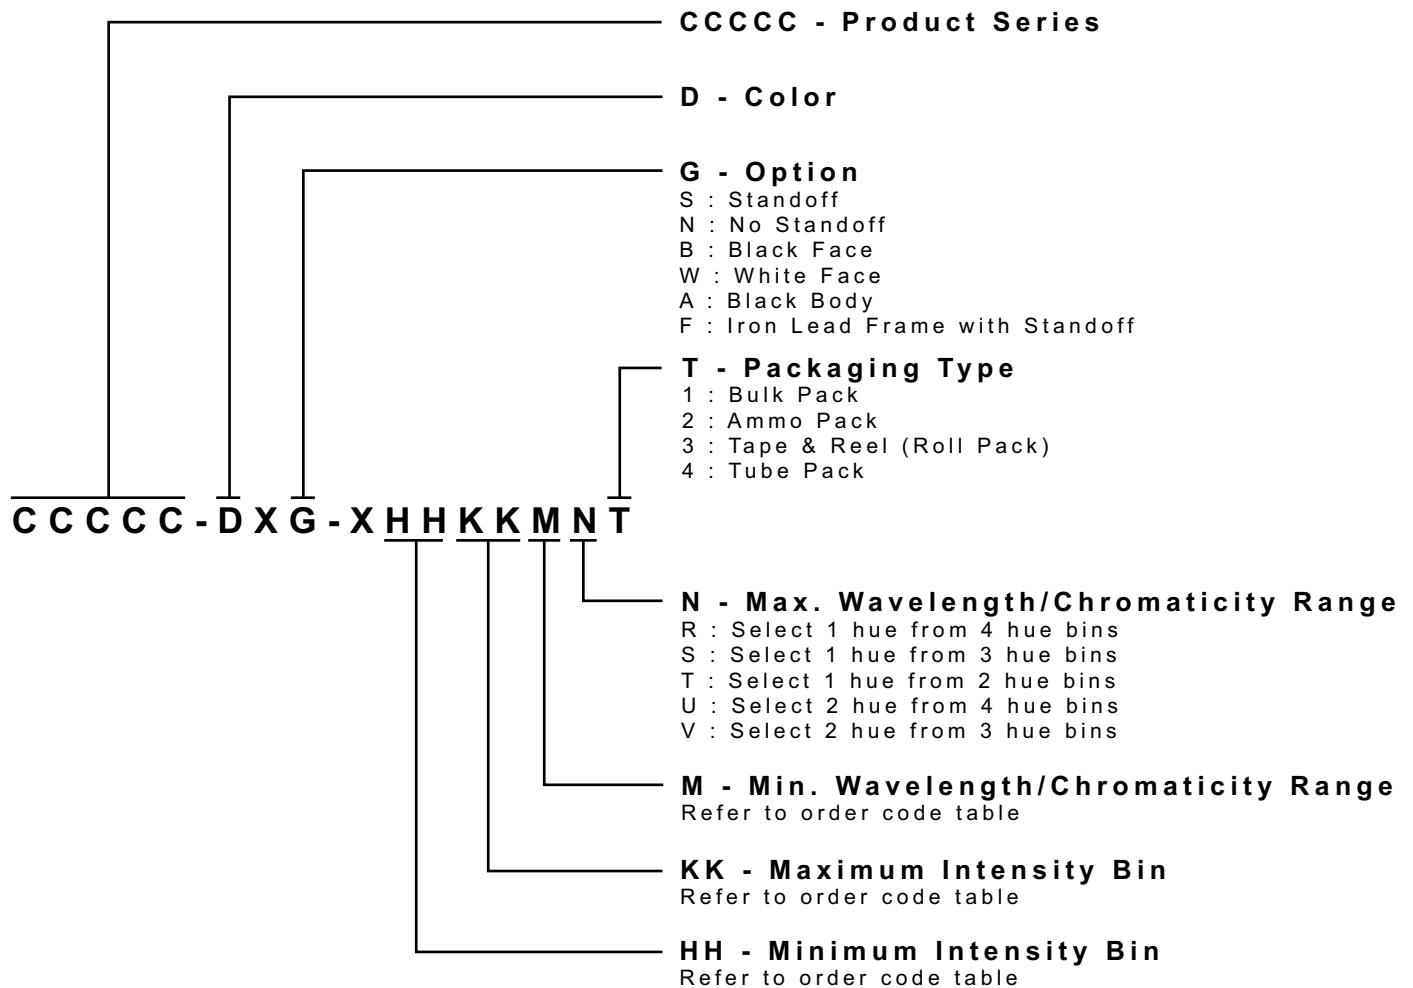 CCCCC - Product Series
D - Color
G - Option
S : Standoff
N : No Standoff
B : Black Face
W : White Face
A : Black Body
F : Iron Lead Frame with Standoff
T - Packaging Type
1 : Bulk Pack
2 : Ammo Pack
3 : Tape & Reel (Roll Pack)
4 : Tube Pack
CCCCC-DXG-XHHKKMNT
N - Max. Wavelength/Chromaticity Range
R : Select 1 hue from 4 hue bins
S : Select 1 hue from 3 hue bins
T : Select 1 hue from 2 hue bins
U : Select 2 hue from 4 hue bins
V : Select 2 hue from 3 hue bins
M - Min. Wavelength/Chromaticity Range
Refer to order code table
KK - Maximum Intensity Bin
Refer to order code table
HH - Minimum Intensity Bin
Refer to order code table